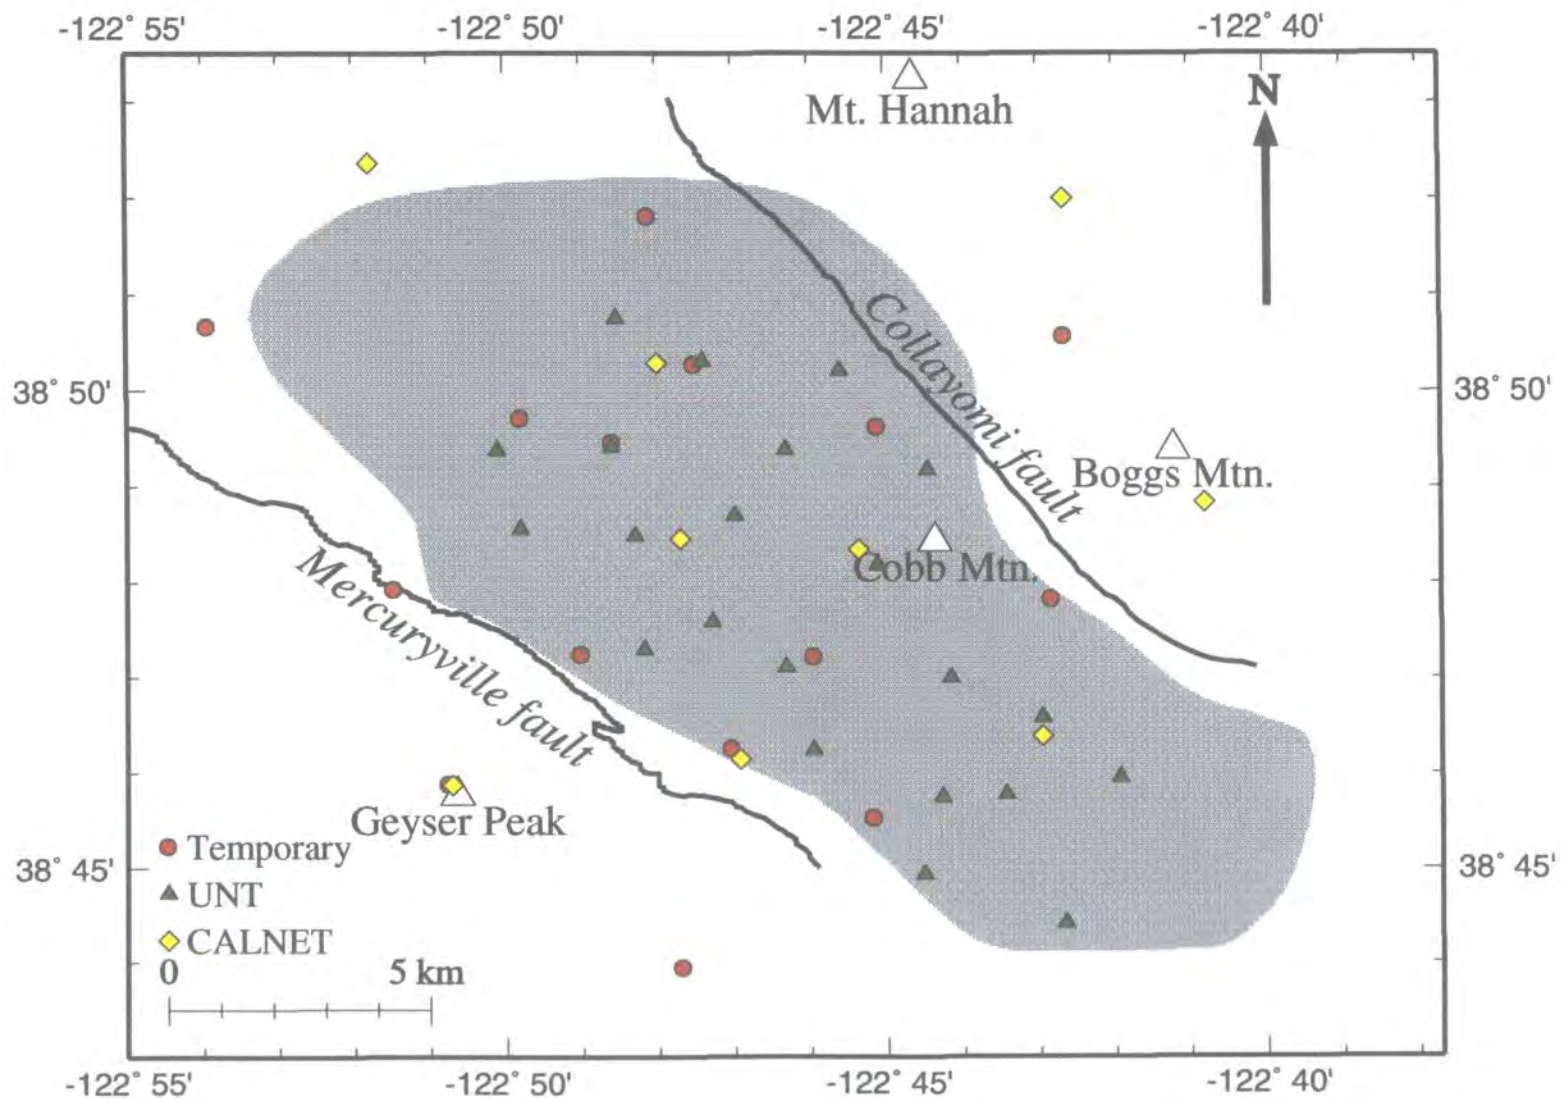 -122° 55' -122° 50' -122° 45' -122° 40'
Mt. Hannah
N
Collayomi fault
38° 50' 38° 50'
Boggs Mtn.
Cobb Mtn.
Mercuryville fault
Geyser Peak
Temporary
38° 45' 38° 45'
UNT
CALNET
0 5 km
-122° 55' -122° 50' -122° 45' -122° 40'